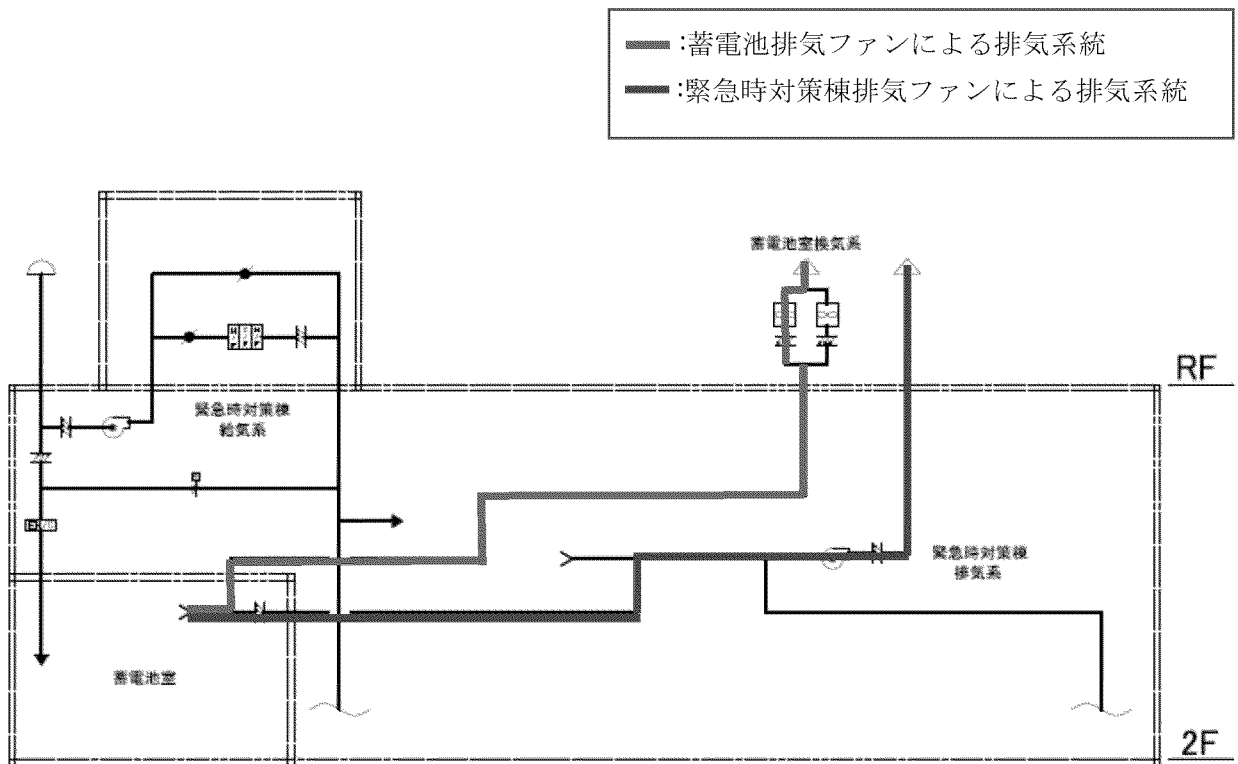 :蓄電池排気ファンによる排気系統
:緊急時対策棟排気ファンによる排気系統
蓄電池室換気系
RF
緊急時対策棟
給気系
緊急時対策棟
排気系
蓄電池室
2F